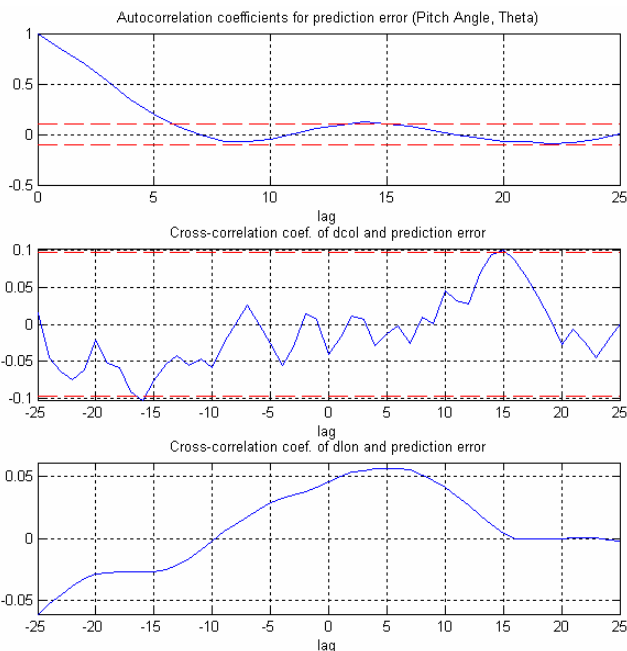 Autocorrelation coefficients for prediction error (Pitch Angle, Theta)
1
0.5
0
-0.5
0 5 10 15 20 25
lag
Cross-correlation coef. of dcol and prediction error
0.1
0.05
0
-0.05
-0.1
-25 -20 -15 -10 -5 0 5 10 15 20 25
lag
Cross-correlation coef. of dlon and prediction error
0.05
0
-0.05
-25 -20 -15 -10 -5 0 5 10 15 20 25
lag